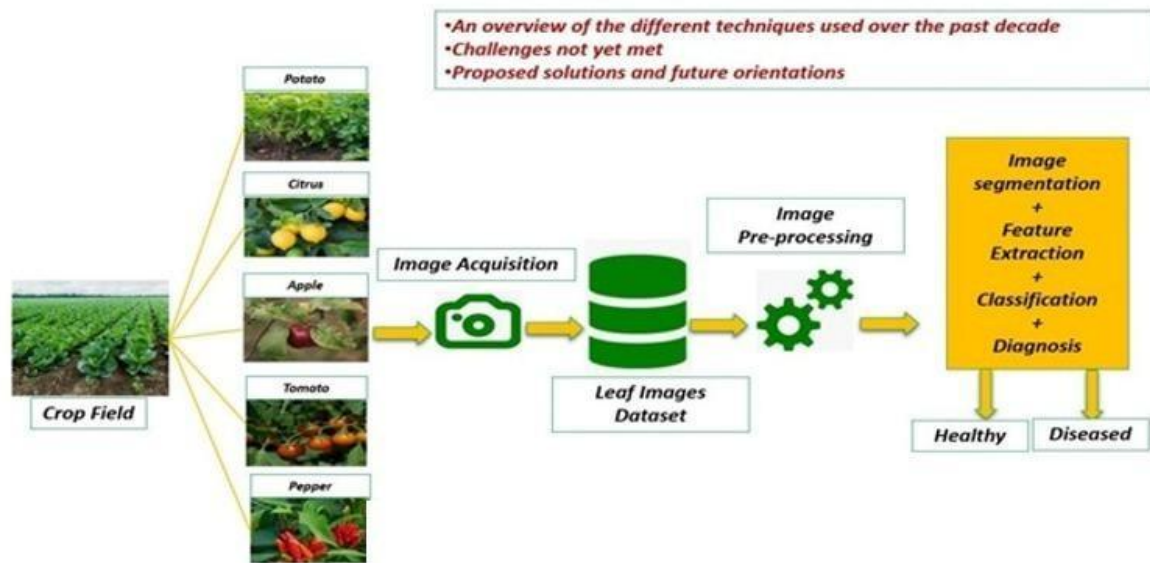 •An overview of the different techniques used over the past decade
•Challenges not yet met
•Proposed solutions and future orientations
Potato
Citrus
Apple
Tomato
Pepper
Crop Field
Image Acquisition
Leaf Images
Dataset
Image
Pre-processing
Image
segmentation
+
Feature
Extraction
+
Classification
+
Diagnosis
Healthy
Diseased